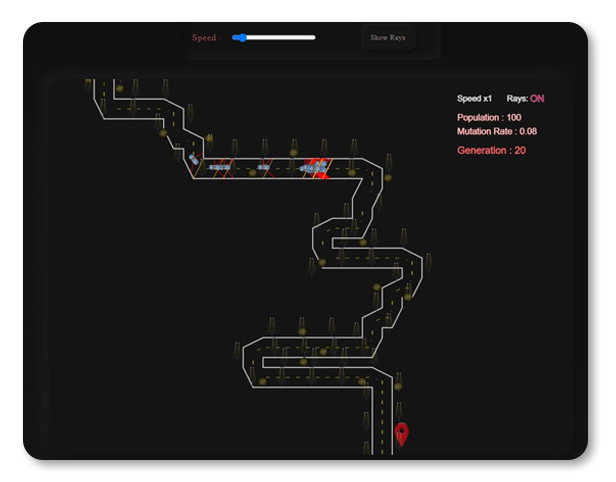 Speed :
Show Rays
Speed x1 Rays: ON
Population : 100
Mutation Rate : 0.08
Generation : 20